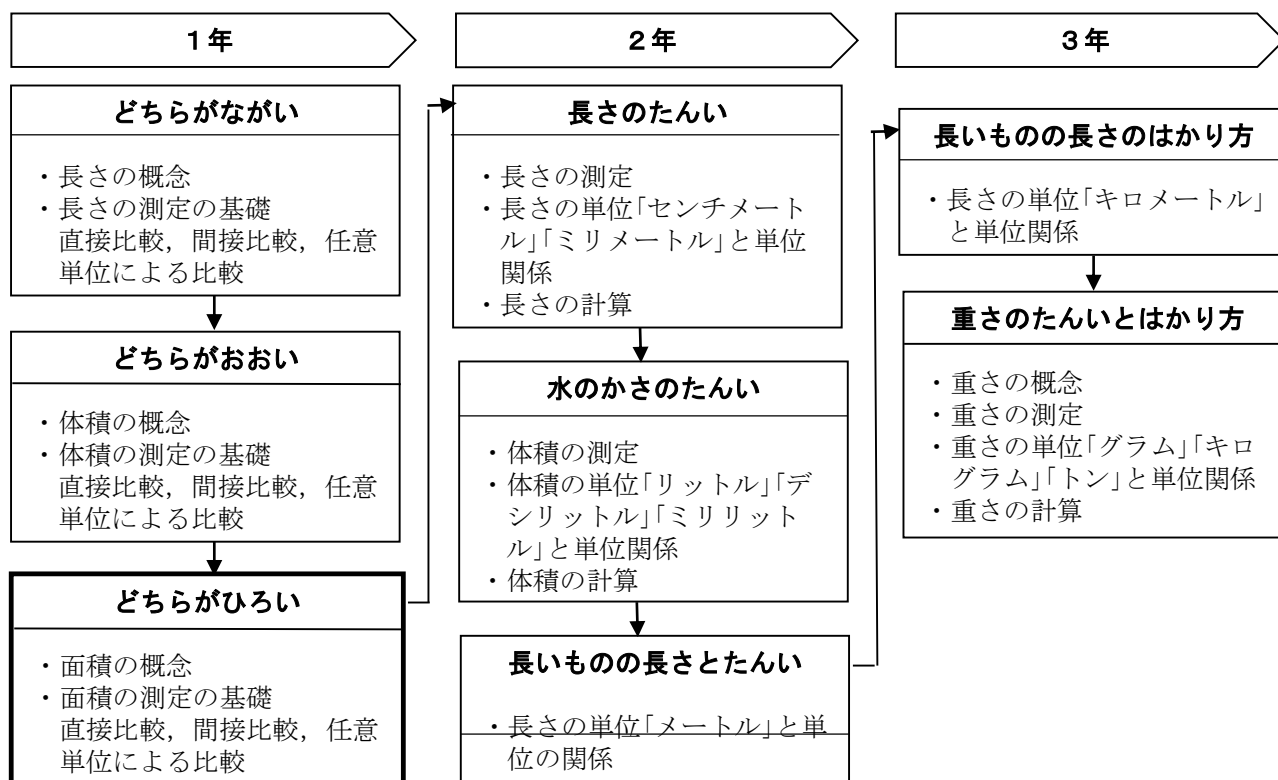 1年
どちらがながい
・長さの概念
・長さの測定の基礎
直接比較，間接比較，任意
単位による比較
どちらがおおい
・体積の概念
・体積の測定の基礎
直接比較，間接比較，任意
単位による比較
どちらがひろい
・面積の概念
・面積の測定の基礎
直接比較，間接比較，任意
単位による比較
2年
長さのたんい
・長さの測定
・長さの単位「センチメート
ル」「ミリメートル」と単位
関係
・長さの計算
水のかさのたんい
・体積の測定
・体積の単位「リットル」「デ
シリットル」「ミリリット
ル」と単位関係
・体積の計算
長いものの長さとたんい
・長さの単位「メートル」と単
位の関係
3年
長いものの長さのはかり方
・長さの単位「キロメートル」
と単位関係
重さのたんいとはかり方
・重さの概念
・重さの測定
・重さの単位「グラム」「キロ
グラム」「トン」と単位関係
・重さの計算